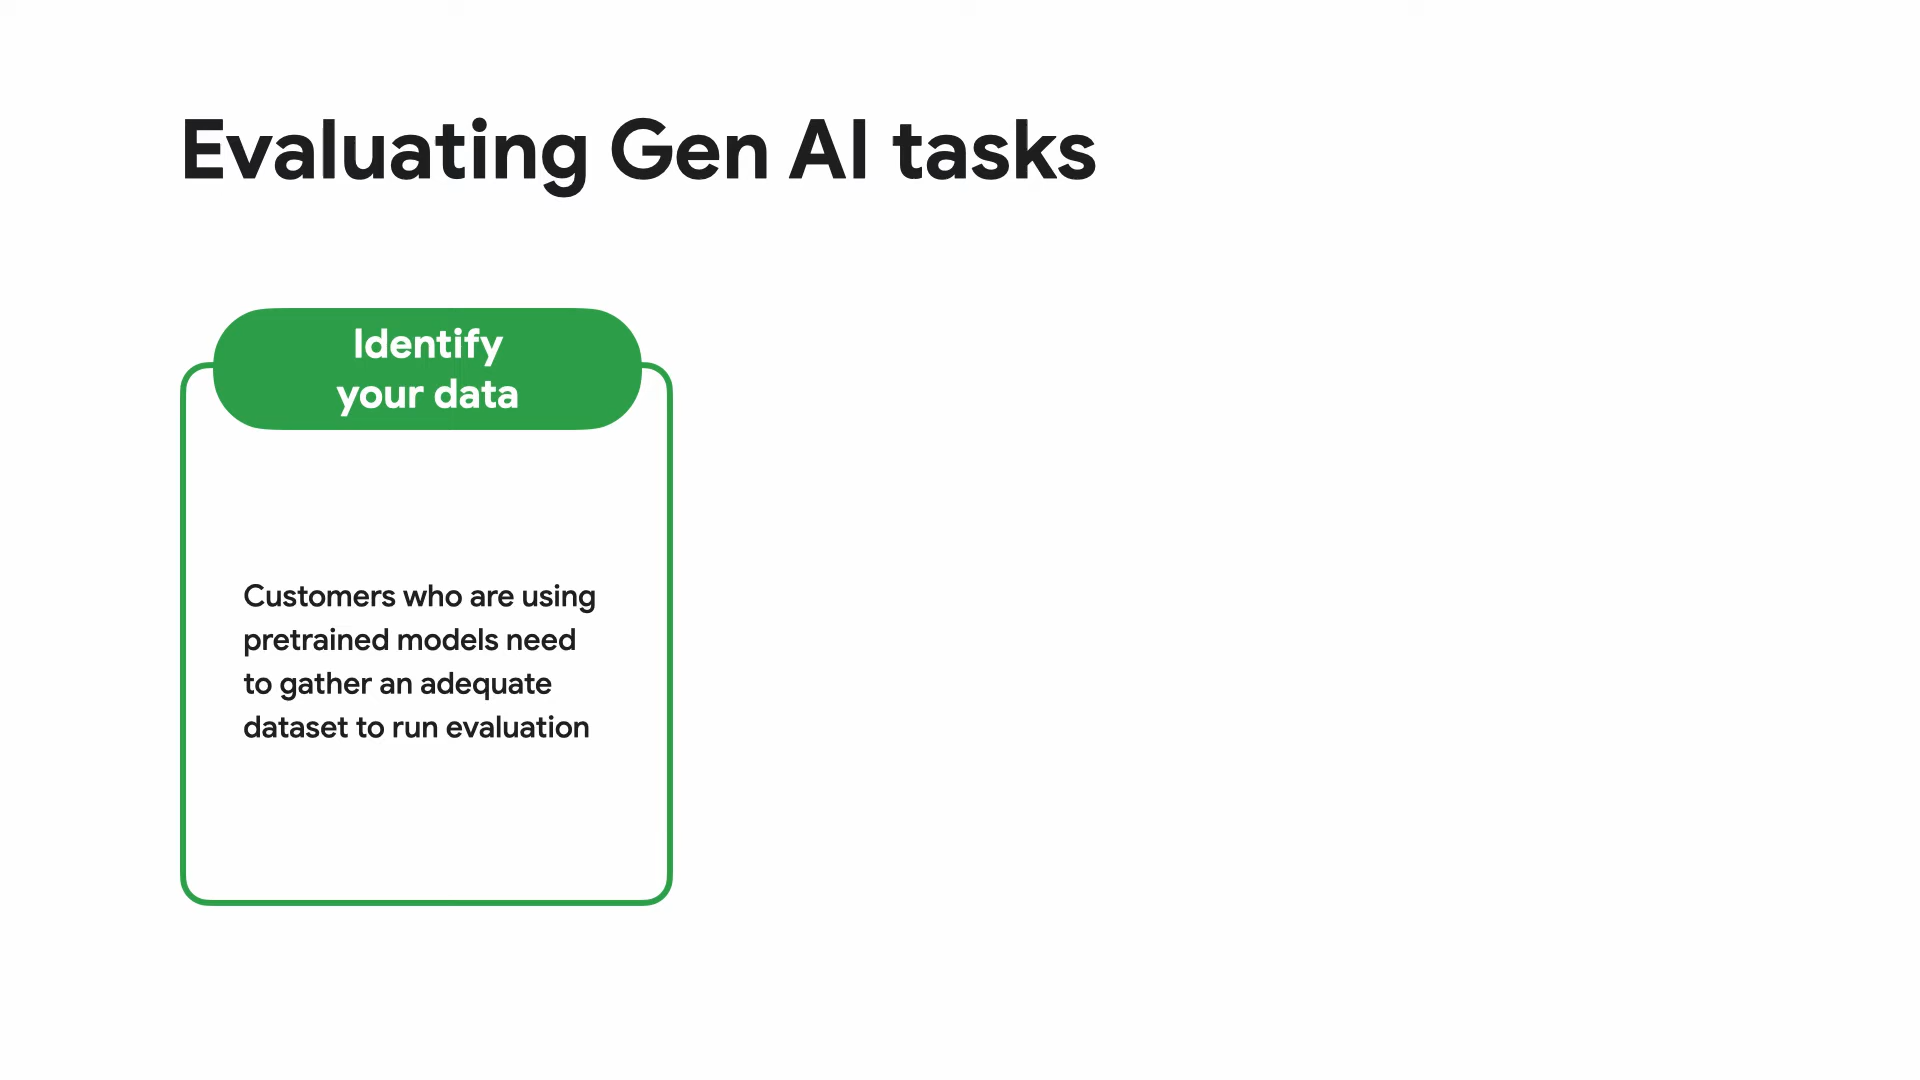 Evaluating Gen AI tasks
Identify
your data
Customers who are using
pretrained models need
to gather an adequate
dataset to run evaluation